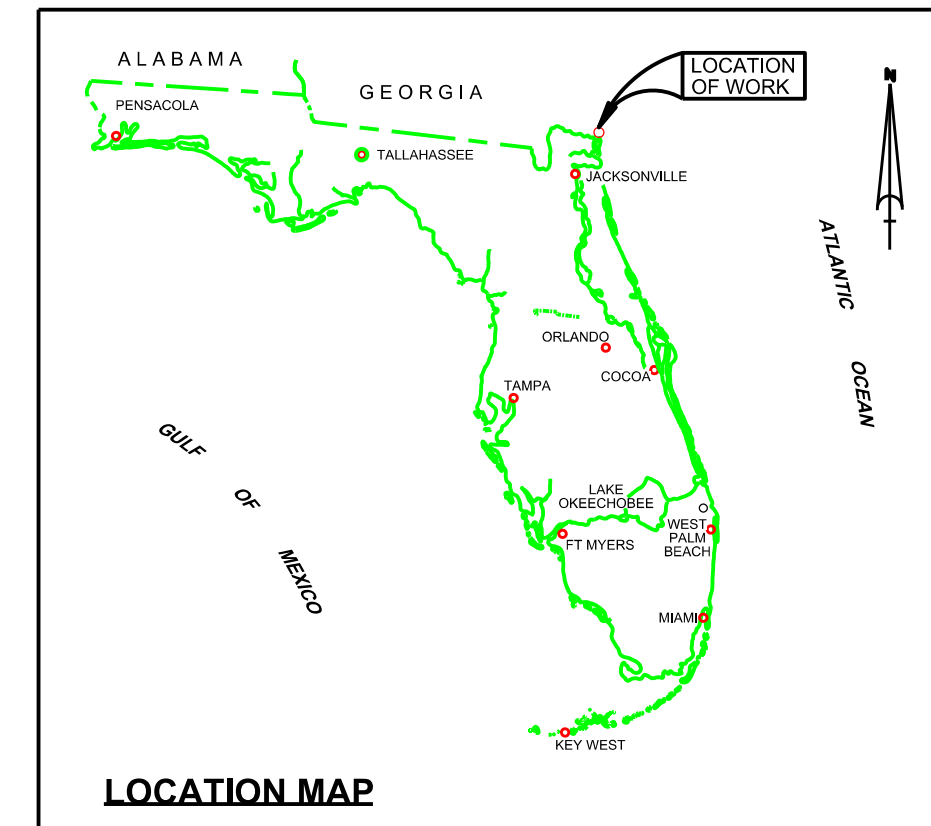 ALABAMA
LOCATION
OF WORK
GEORGIA
N
PENSACOLA
TALLAHASSEE
JACKSONVILLE
ATLANTIC
OCEAN
ORLANDO
COCOA
TAMPA
GULF
OF
MEXICO
LAKE
OKEECHOBEE
WEST
PALM
BEACH
FT MYERS
MIAMI
KEY WEST
LOCATION MAP